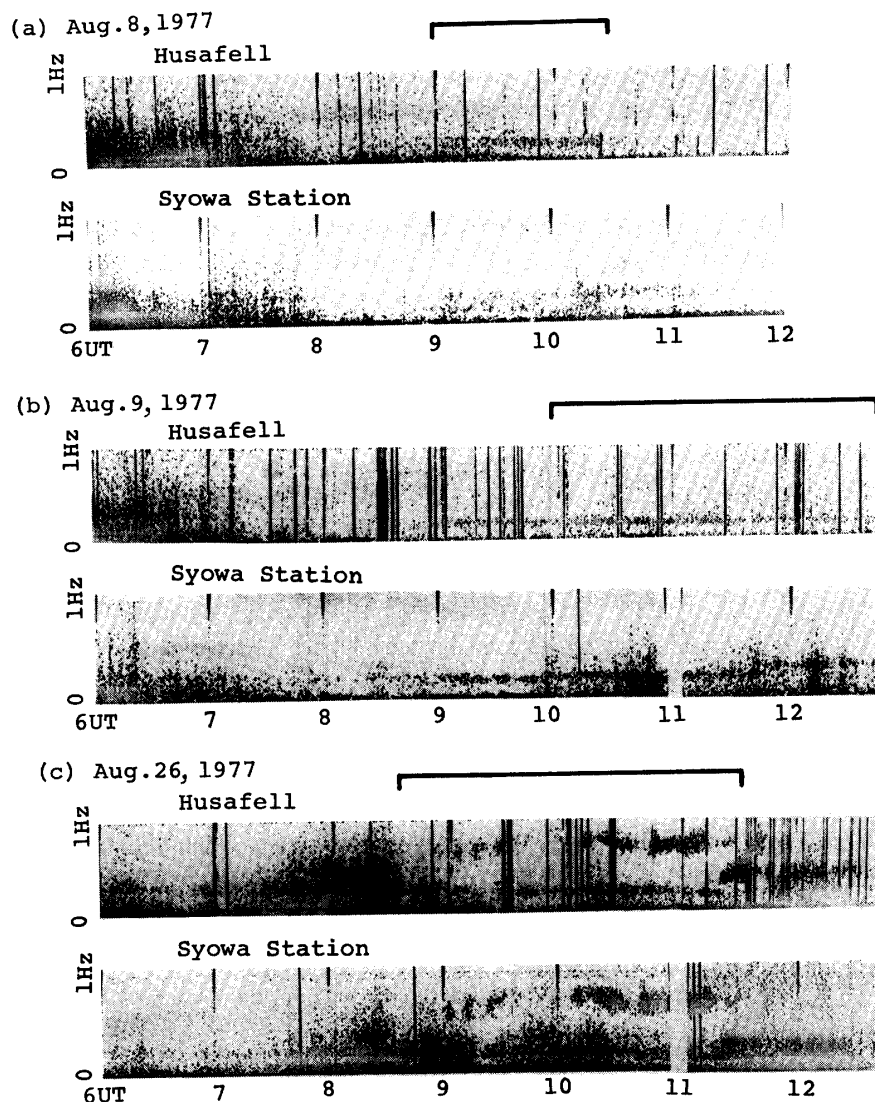 (a) Aug.8,1977
Husafell
1Hz
0
Syowa Station
1Hz
0
6UT 7 8 9 10 11 12
(b) Aug.9,1977
Husafell
1Hz
0
Syowa Station
1Hz
0
6UT 7 8 9 10 11 12
(c) Aug.26,1977
Husafell
1Hz
0
Syowa Station
1Hz
0
6UT 7 8 9 10 11 12